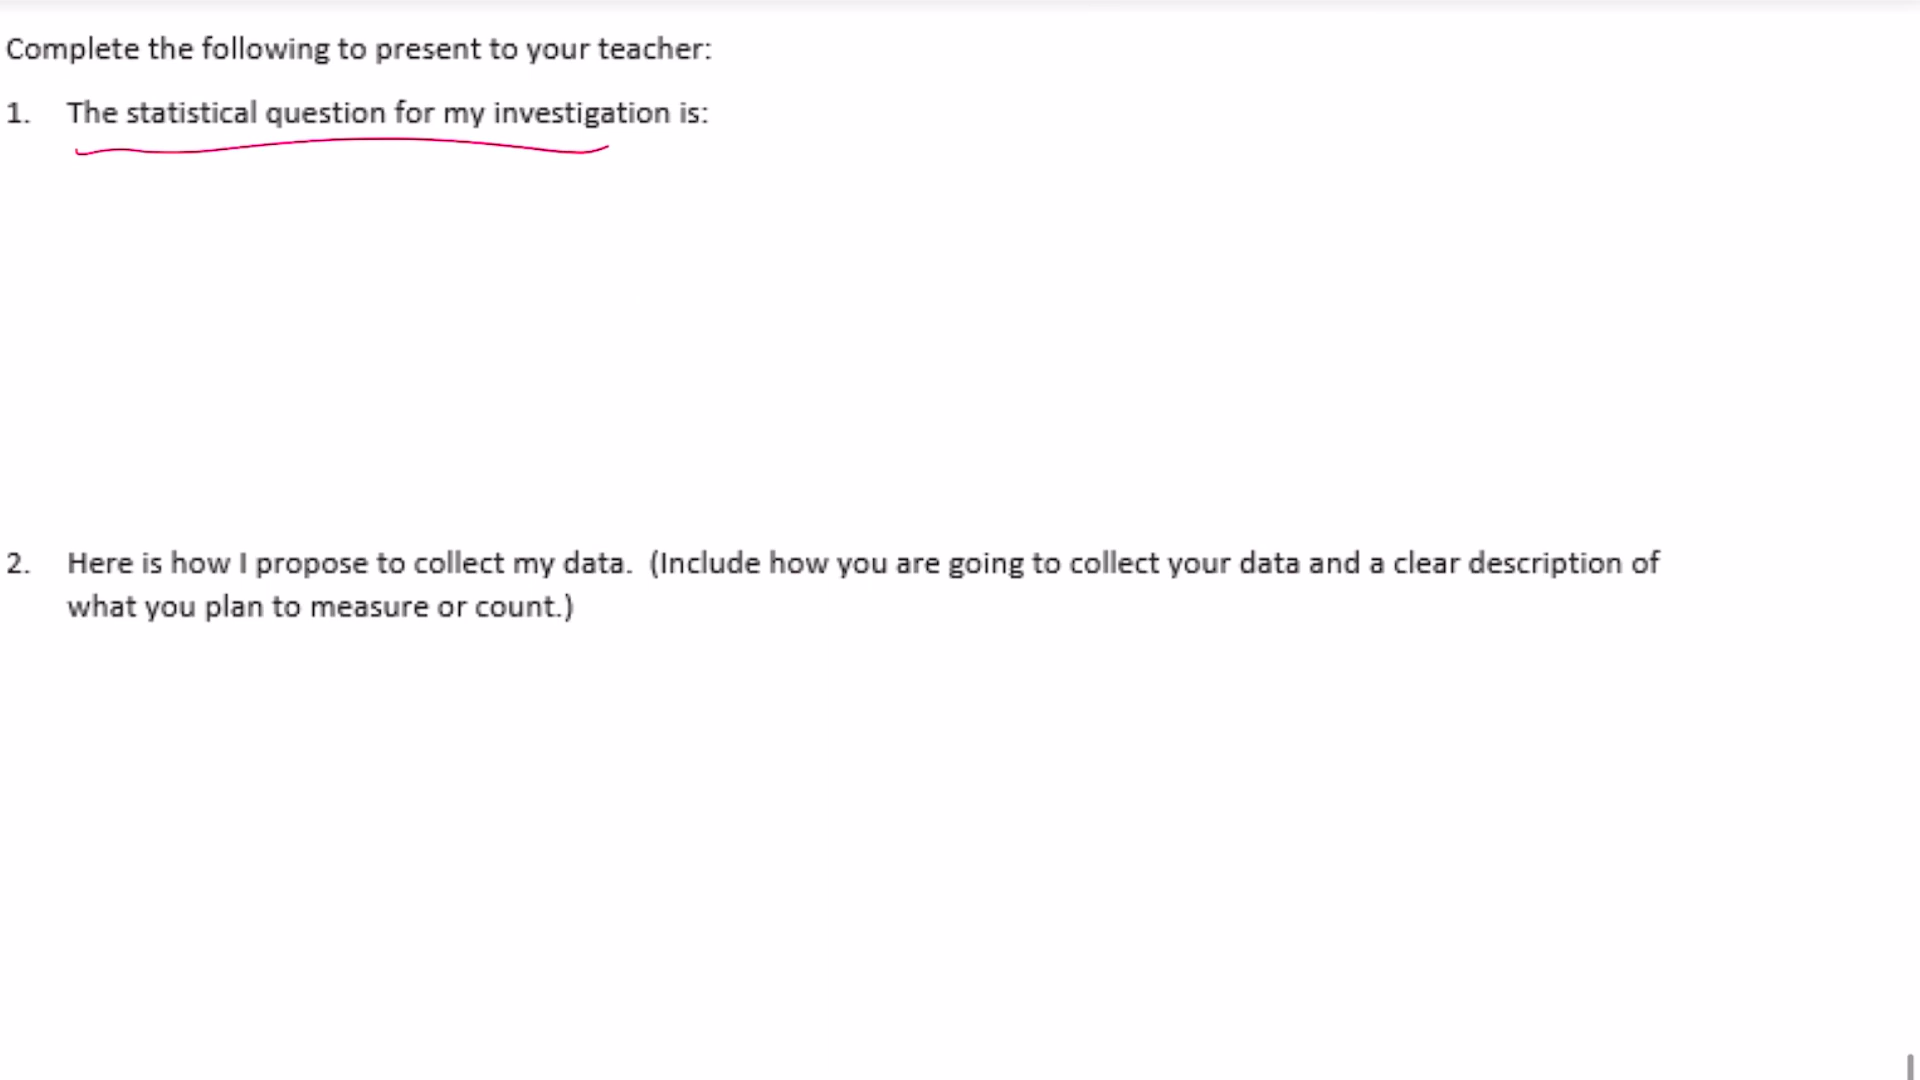 Complete the following to present to your teacher:
1. The statistical question for my investigation is:
2. Here is how I propose to collect my data. (Include how you are going to collect your data and a clear description of
what you plan to measure or count.)